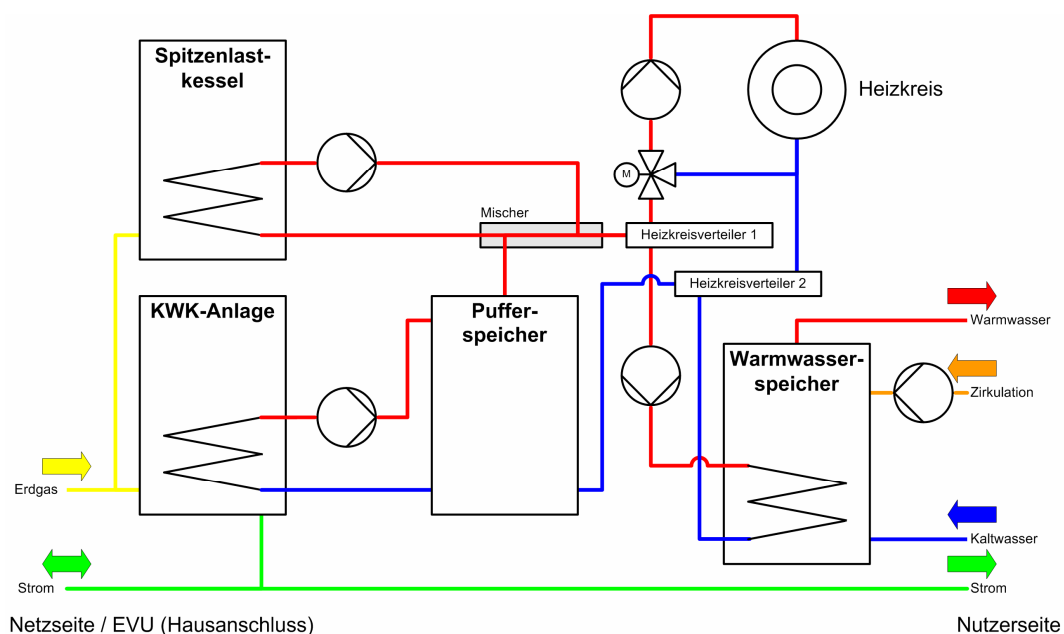 Spitzenlast-
kessel
Heizkreis
M
Mischer
Heizkreisverteiler 1
Heizkreisverteiler 2
KWK-Anlage
Puffer-
speicher
Warmwasser
Warmwasser-
speicher
Zirkulation
Erdgas
Kaltwasser
Strom
Strom
Netzseite / EVU (Hausanschluss)
Nutzerseite